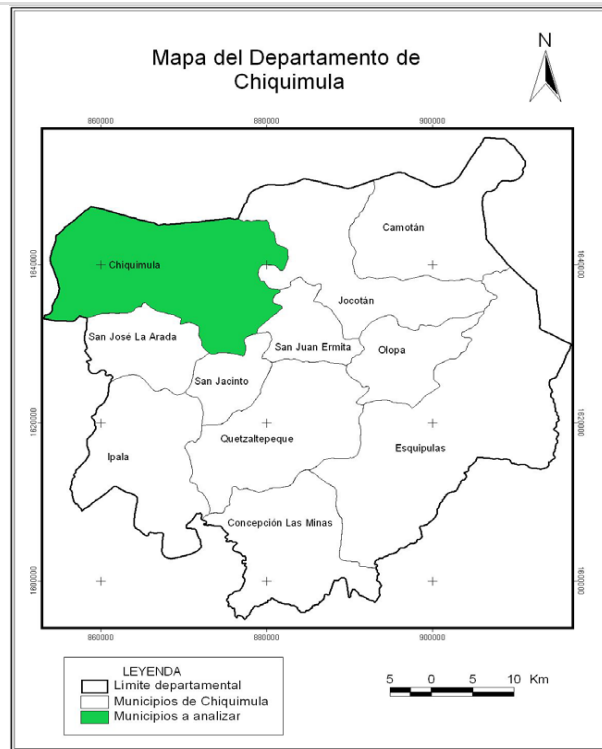 Mapa del Departamento de
Chiquimula
N
860000
880000
900000
1640000
1640000
Camotán
Chiquimula
Jocotán
San José La Arada
San Juan Ermita
Olopa
San Jacinto
1620000
1620000
Quetzaltepeque
Ipala
Esquipulas
Concepción Las Minas
1600000
1600000
860000
880000
900000
LEYENDA
Limite departamental
Municipios de Chiquimula
Municipios a analizar
5 0 5 10 Km